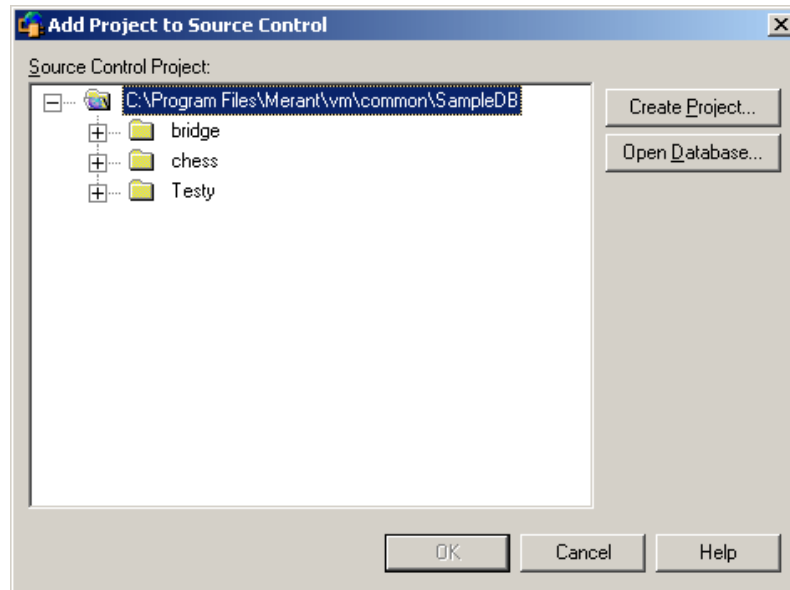 Add Project to Source Control
Source Control Project:
C:\Program Files\Merant\vm\common\SampleDB
bridge
chess
Testy
Create Project...
Open Database...
OK
Cancel
Help